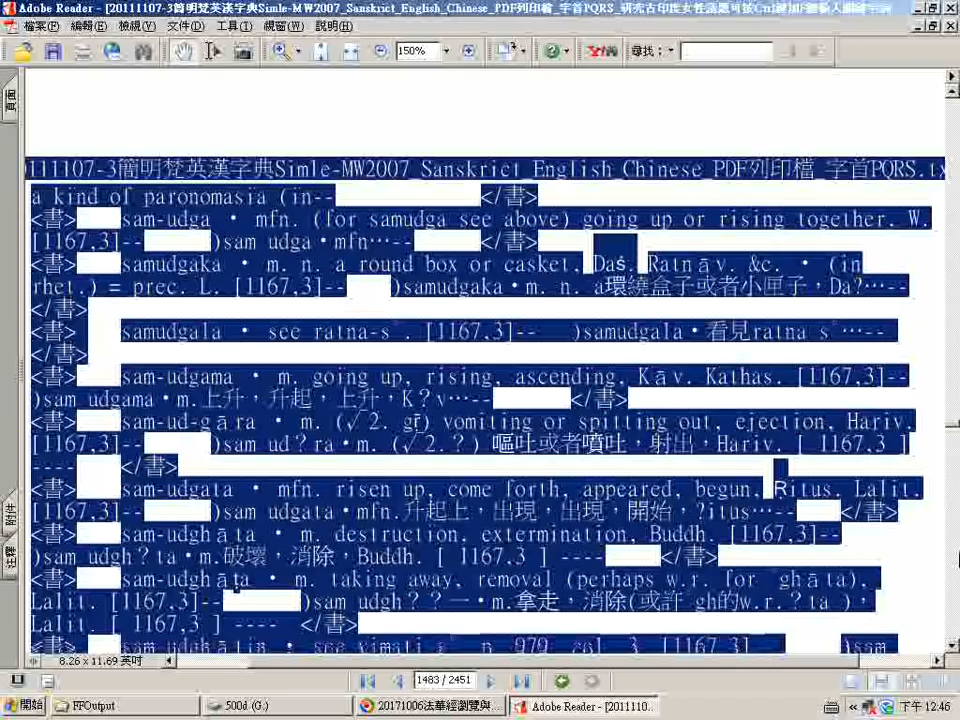 Adobe Reader - [20111107-3簡明梵英漢字典Simle-MW2007_Sanskrict_English_Chinese_PDF列印檔_字首PQRS_研究古印度女性議題可按Ctrl鍵加F鍵輸入關鍵字
檔案(F) 編輯(E) 檢視(V) 文件(D) 工具(T) 視窗(W) 說明(H)
150% 尋找:
頁面
111107-3簡明梵英漢字典Simle-MW2007_Sanskrict_English_Chinese_PDF列印檔_字首PQRS.tx
a kind of paronomasia (in-- </書>
<書> sam-udga • mfn. (for samudga see above) going up or rising together. W.
[1167,3]-- )sam udga•mfn…-- </書>
<書> samudgaka • m. n. a round box or casket, Daś. Ratnāv. &c. • (in
rhet.) = prec. L. [1167,3]-- )samudgaka•m. n. a環繞盒子或者小匣子，Da?…--
</書>
<書> samudgala • see ratna-s°. [1167,3]-- )samudgala•看見ratna s°…--
</書>
<書> sam-udgama • m. going up, rising, ascending, Kāv. Kathas. [1167,3]--
)sam udgama•m.上升，升起，上升，K？v…-- </書>
<書> sam-ud-gāra • m. (√2. gṝ) vomiting or spitting out, ejection, Hariv.
[1167,3]-- )sam ud?ra•m. (√2.？) 嘔吐或者噴吐，射出，Hariv. [ 1167,3 ]
---- </書>
<書> sam-udgata • mfn. risen up, come forth, appeared, begun, Ritus. Lalit.
[1167,3]-- )sam udgata•mfn.升起上，出現，出現，開始，?itus…-- </書>
<書> sam-udghāta • m. destruction, extermination, Buddh. [1167,3]--
)sam udgh？ta•m.破壞，消除，Buddh. [ 1167,3 ] ---- </書>
<書> sam-udghāṭa • m. taking away, removal (perhaps w.r. for °ghāta),
Lalit. [1167,3]-- )sam udgh？？一•m.拿走，消除(或許 gh的w.r.？ta )，
Lalit. [ 1167,3 ] ---- </書>
附件
注釋
8.26 x 11.69 英吋
1483 / 2451
開始 FFOutput 500d (G:) 20171006法華經瀏覽與... Adobe Reader - [2011110... 下午 12:46